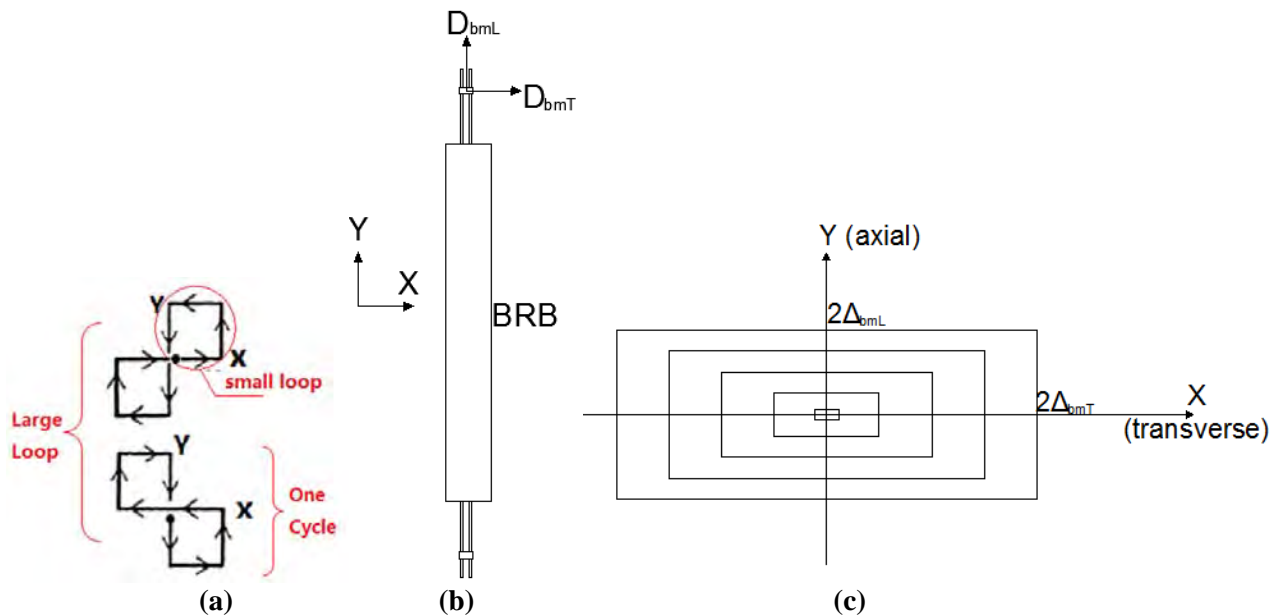 Y
X
small loop
Large
Loop
Y
X
One
Cycle
(a)
D_bmL
D_bmT
Y
X
BRB
(b)
Y (axial)
2Δ_bmL
2Δ_bmT
X
(transverse)
(c)